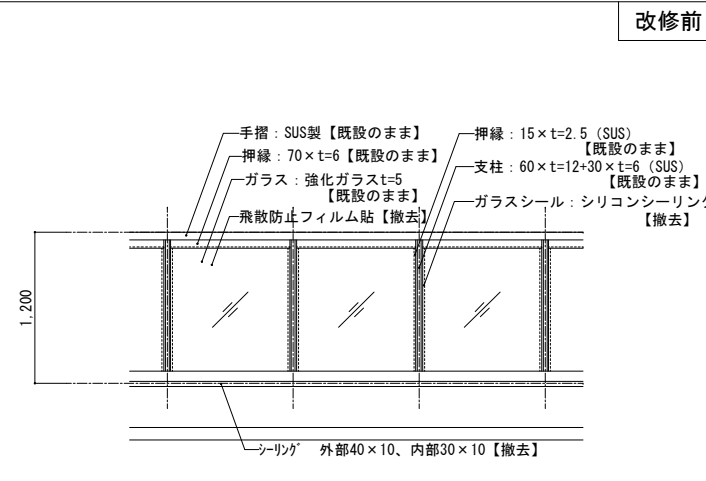 改修前
手摺：SUS製【既設のまま】
押縁：70×t=6【既設のまま】
ガラス：強化ガラスt=5
【既設のまま】
飛散防止フィルム貼【撤去】
押縁：15×t=2.5（SUS）
【既設のまま】
支柱：60×t=12+30×t=6（SUS）
【既設のまま】
ガラスシール：シリコンシーリング
【撤去】
1,200
シーリング　外部40×10、内部30×10【撤去】